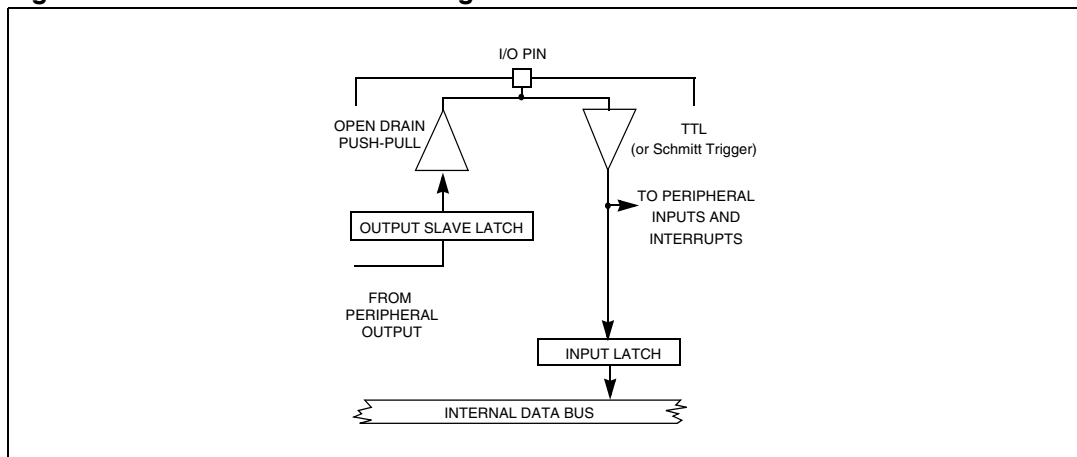 I/O PIN
OPEN DRAIN
PUSH-PULL
TTL
(or Schmitt Trigger)
TO PERIPHERAL
INPUTS AND
INTERRUPTS
OUTPUT SLAVE LATCH
FROM
PERIPHERAL
OUTPUT
INPUT LATCH
INTERNAL DATA BUS